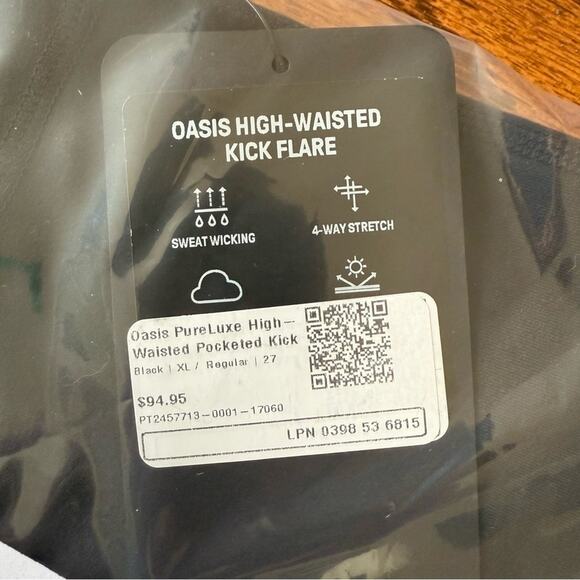 OASIS HIGH-WAISTED
KICK FLARE
SWEAT WICKING
4-WAY STRETCH
Oasis PureLuxe High-
Waisted Pocketed Kick
Black | XL / Regular | 27
$94.95
PT2457713-0001-17060
LPN 0398 53 6815